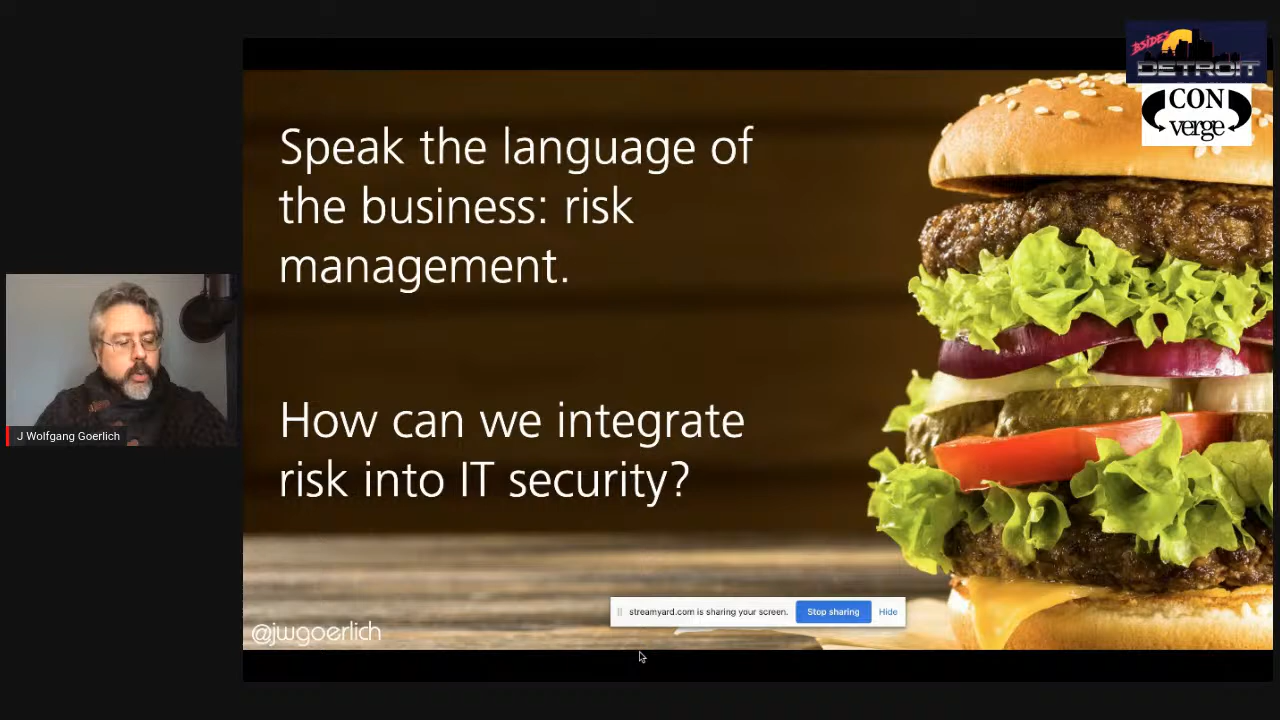 BSIDES
DETROIT
CON
verge
Speak the language of
the business: risk
management.
How can we integrate
risk into IT security?
J Wolfgang Goerlich
streamyard.com is sharing your screen.
Stop sharing
Hide
@jwgoerlich